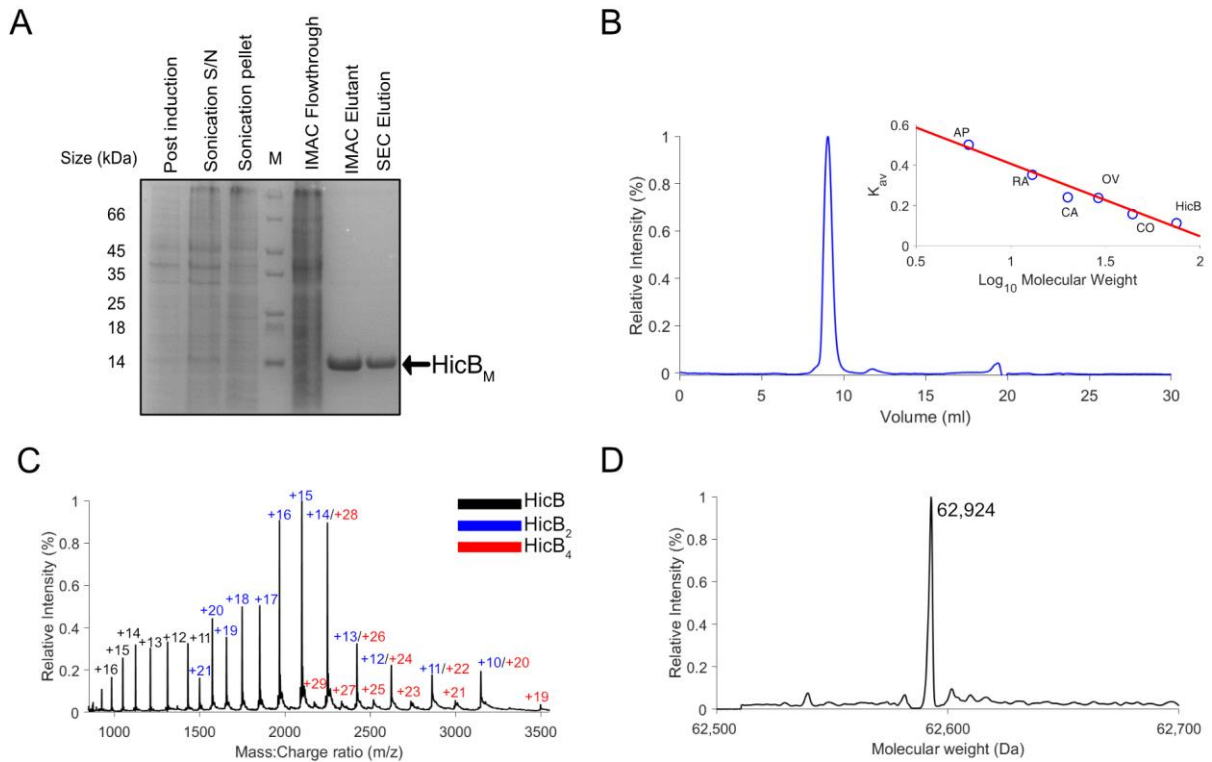 A
Size (kDa)
Post induction
Sonication S/N
Sonication pellet
M
IMAC Flowthrough
IMAC Elutant
SEC Elution
66
45
35
25
18
14
HicBM
B
Relative Intensity (%)
1
0.8
0.6
0.4
0.2
0
0 5 10 15 20 25 30
Volume (ml)
Kav
0.6
0.4
0.2
0
AP
RA
CA
OV
CO
HicB
0.5 1 1.5 2
Log10 Molecular Weight
C
Relative Intensity (%)
1
0.8
0.6
0.4
0.2
0
+16
+15
+14
+13
+12
+11
+21
+20
+19
+18
+17
+16
+15
+14/+28
+13/+26
+12/+24
+11/+22
+10/+20
+29
+27
+25
+23
+21
+19
HicB
HicB2
HicB4
1000 1500 2000 2500 3000 3500
Mass:Charge ratio (m/z)
D
Relative Intensity (%)
1
0.8
0.6
0.4
0.2
0
62,924
62,500 62,600 62,700
Molecular weight (Da)